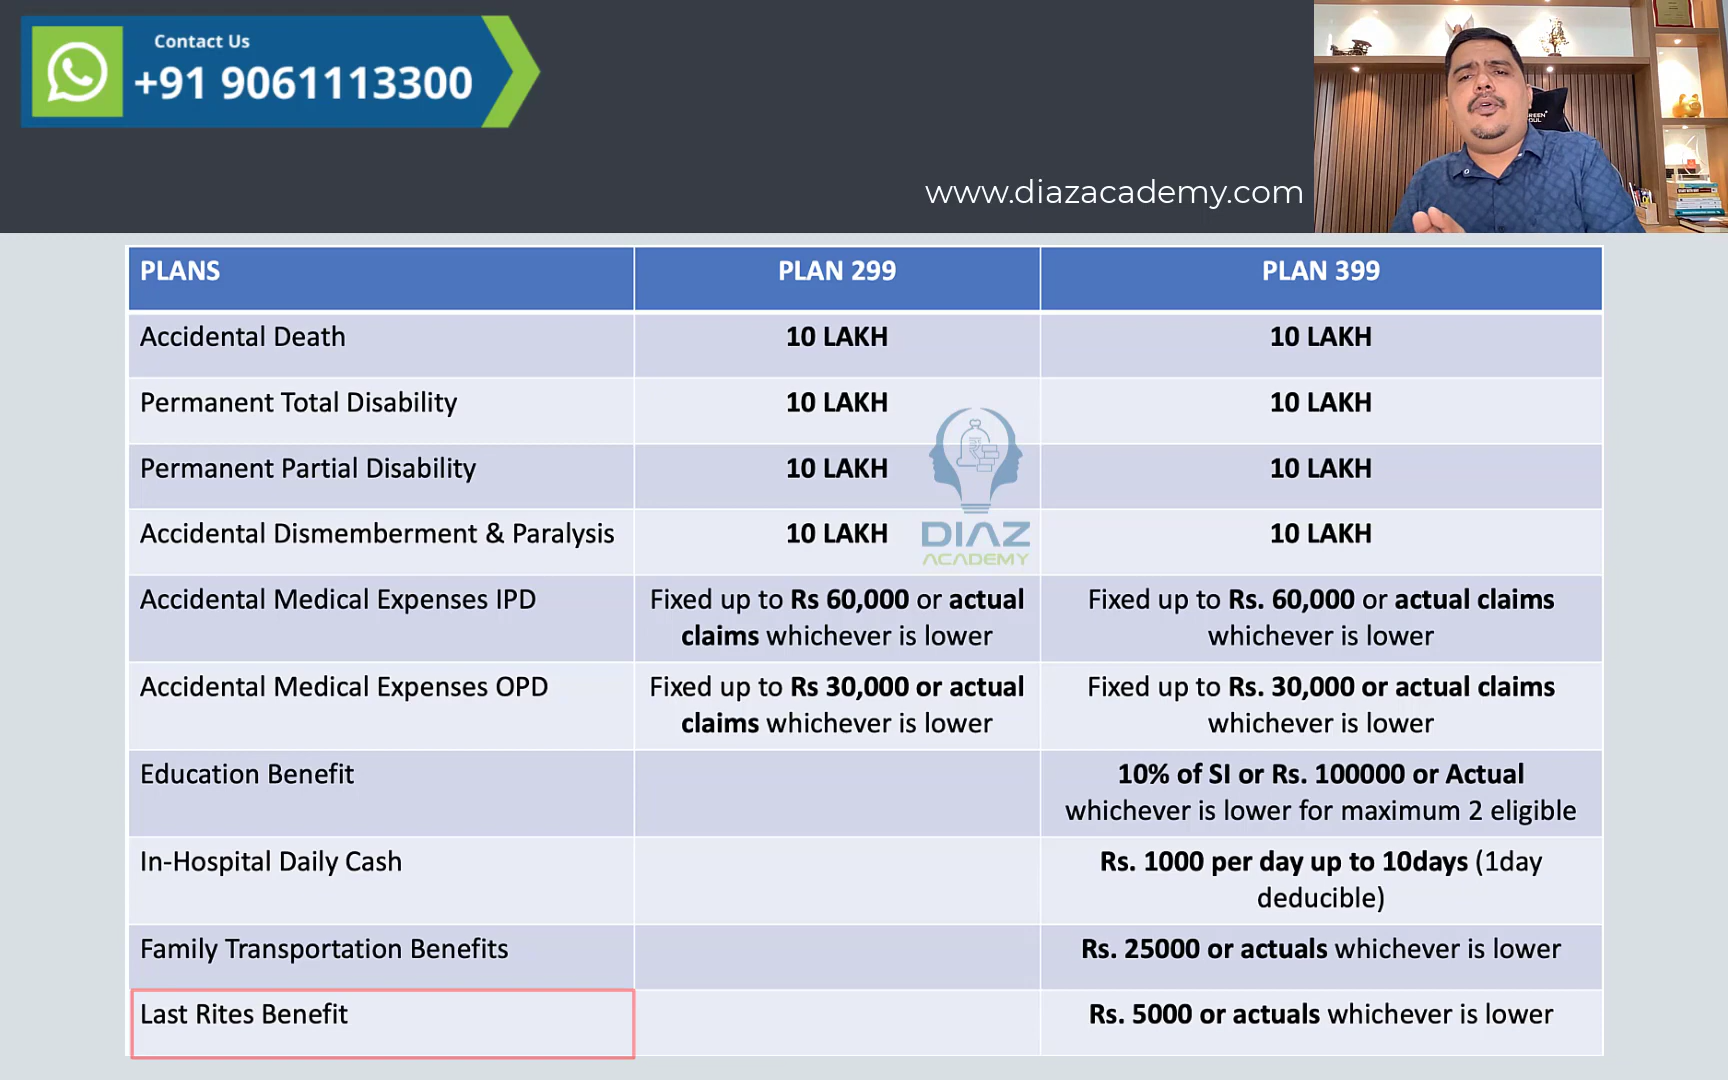 Contact Us
+91 9061113300
www.diazacademy.com
PLANS PLAN 299 PLAN 399
Accidental Death 10 LAKH 10 LAKH
Permanent Total Disability 10 LAKH 10 LAKH
Permanent Partial Disability 10 LAKH 10 LAKH
Accidental Dismemberment & Paralysis 10 LAKH 10 LAKH
DIAZ
ACADEMY
Accidental Medical Expenses IPD Fixed up to Rs 60,000 or actual Fixed up to Rs. 60,000 or actual claims
claims whichever is lower whichever is lower
Accidental Medical Expenses OPD Fixed up to Rs 30,000 or actual Fixed up to Rs. 30,000 or actual claims
claims whichever is lower whichever is lower
Education Benefit 10% of SI or Rs. 100000 or Actual
whichever is lower for maximum 2 eligible
In-Hospital Daily Cash Rs. 1000 per day up to 10days (1day
deducible)
Family Transportation Benefits Rs. 25000 or actuals whichever is lower
Last Rites Benefit Rs. 5000 or actuals whichever is lower